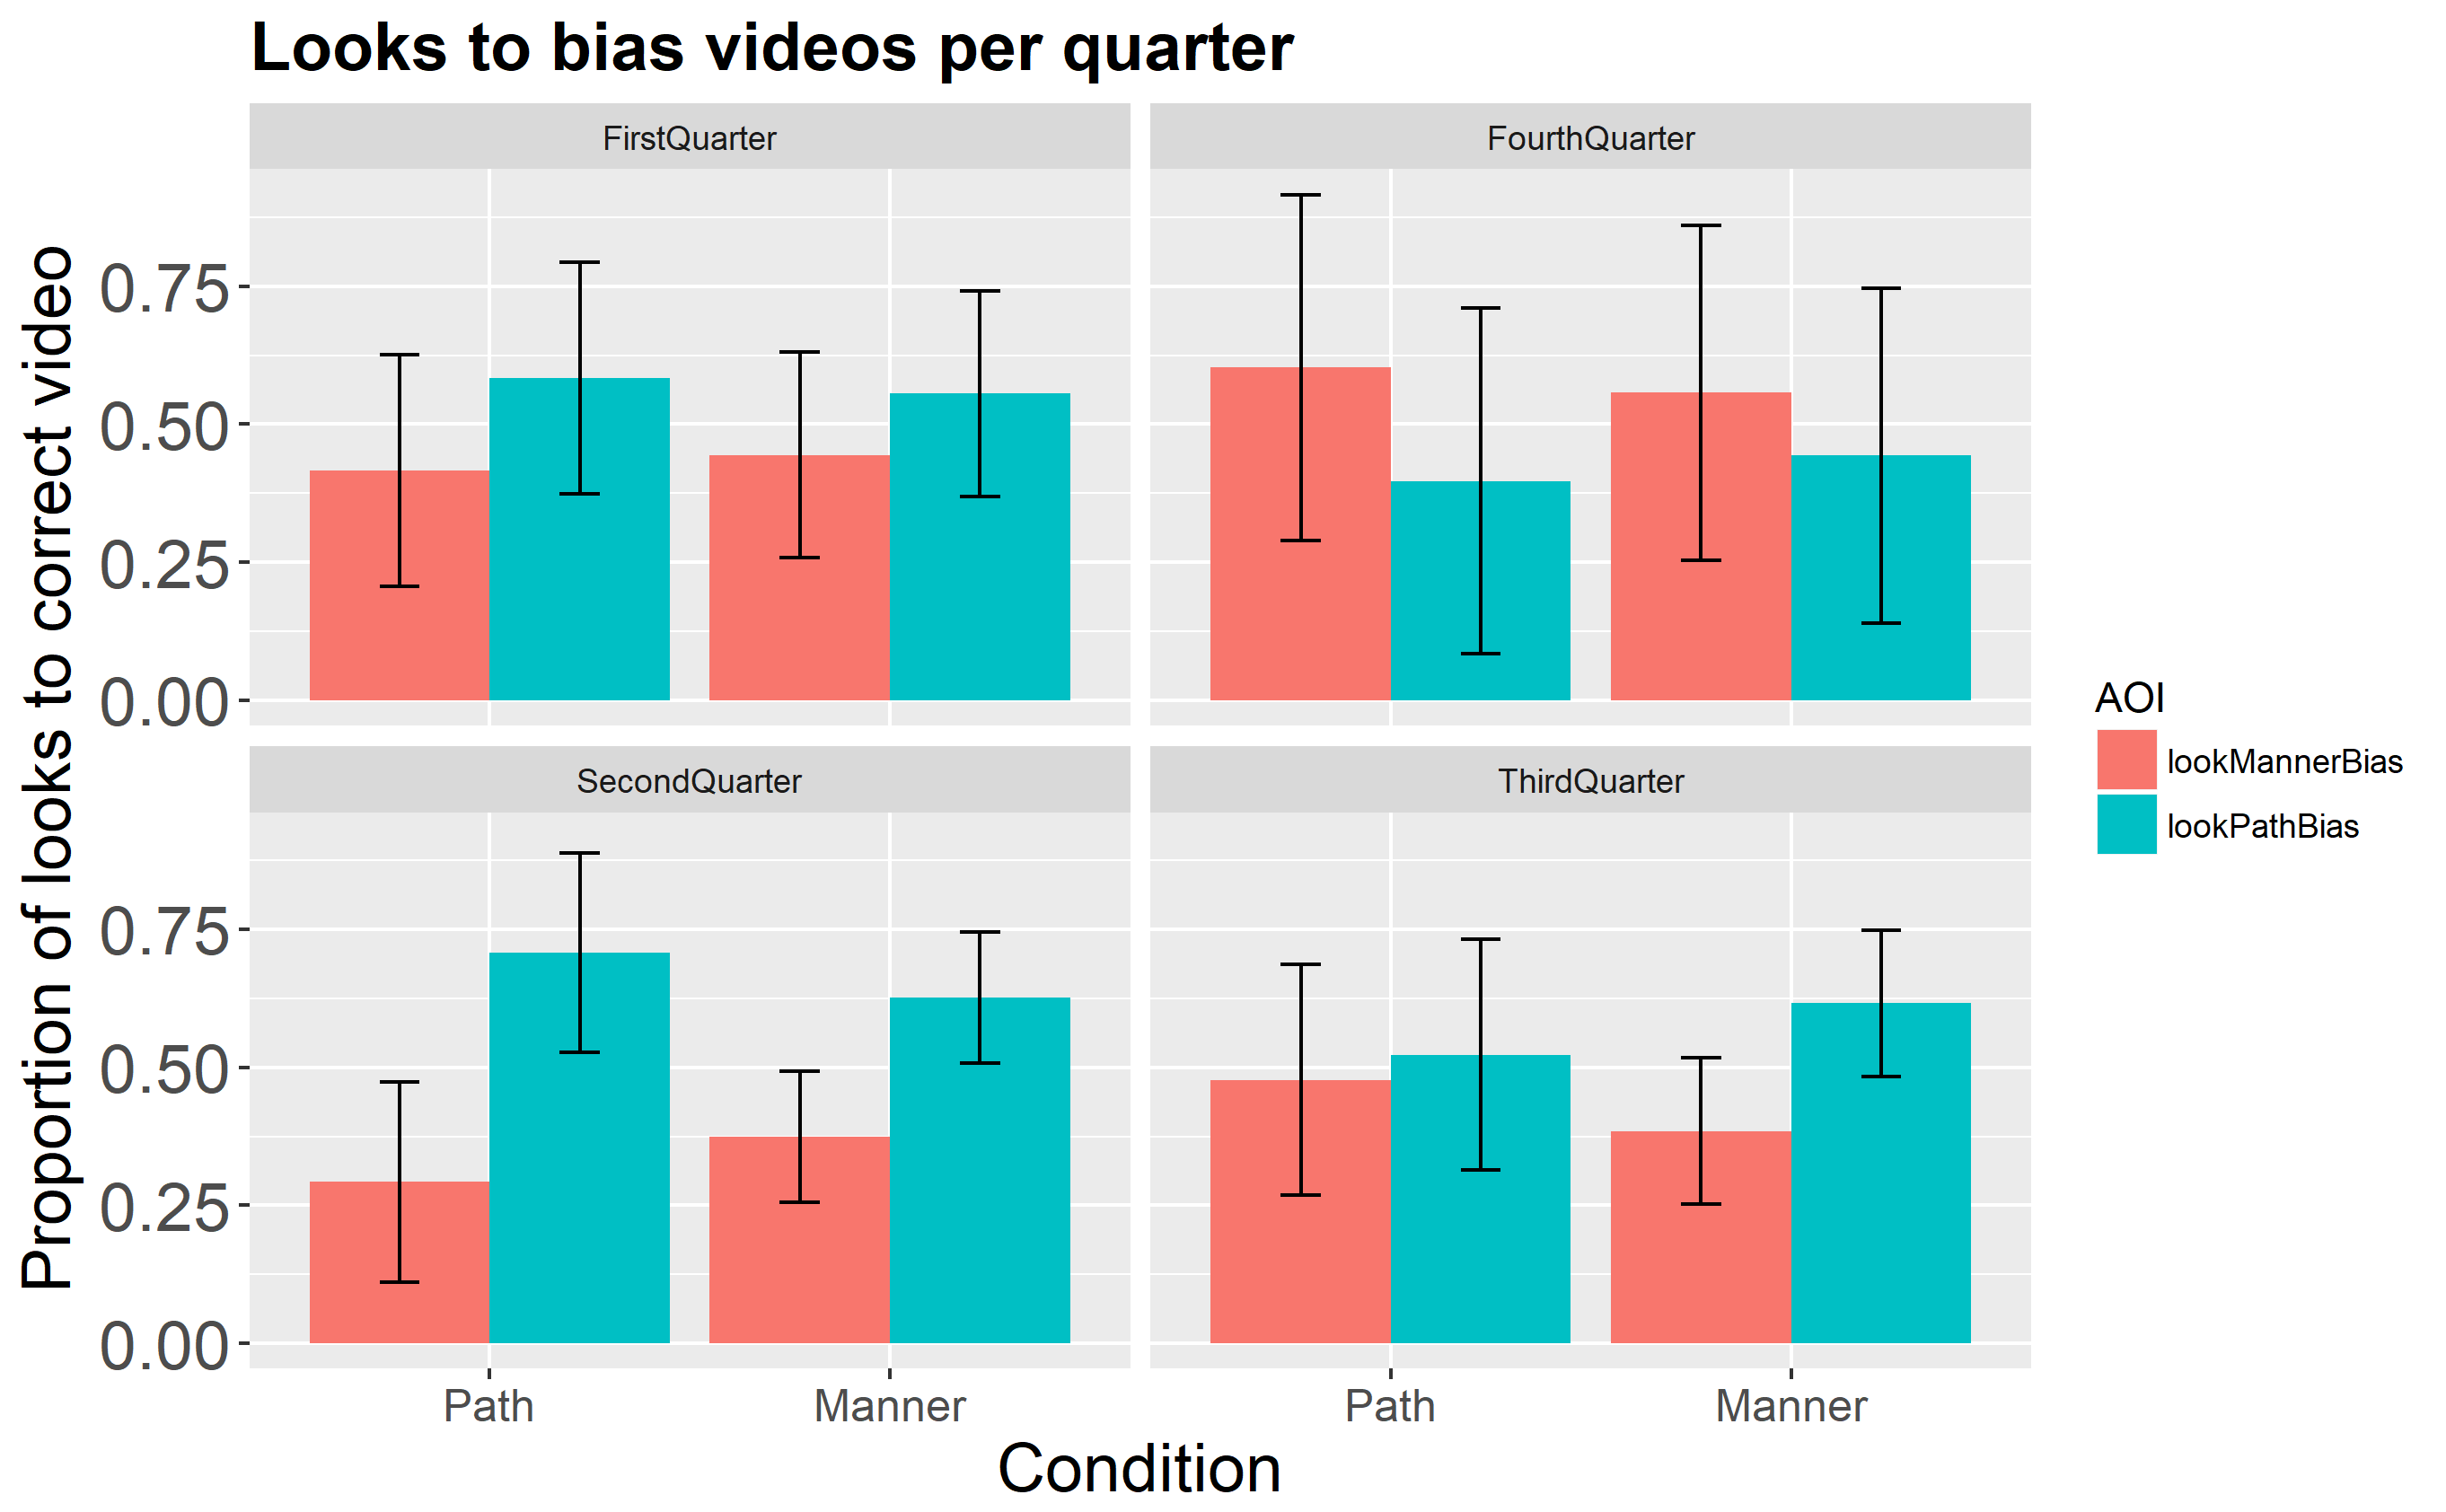 Looks to bias videos per quarter
FirstQuarter
FourthQuarter
Proportion of looks to correct video
0.75
0.50
0.25
0.00
SecondQuarter
ThirdQuarter
0.75
0.50
0.25
0.00
Path
Manner
Path
Manner
Condition
AOI
lookMannerBias
lookPathBias